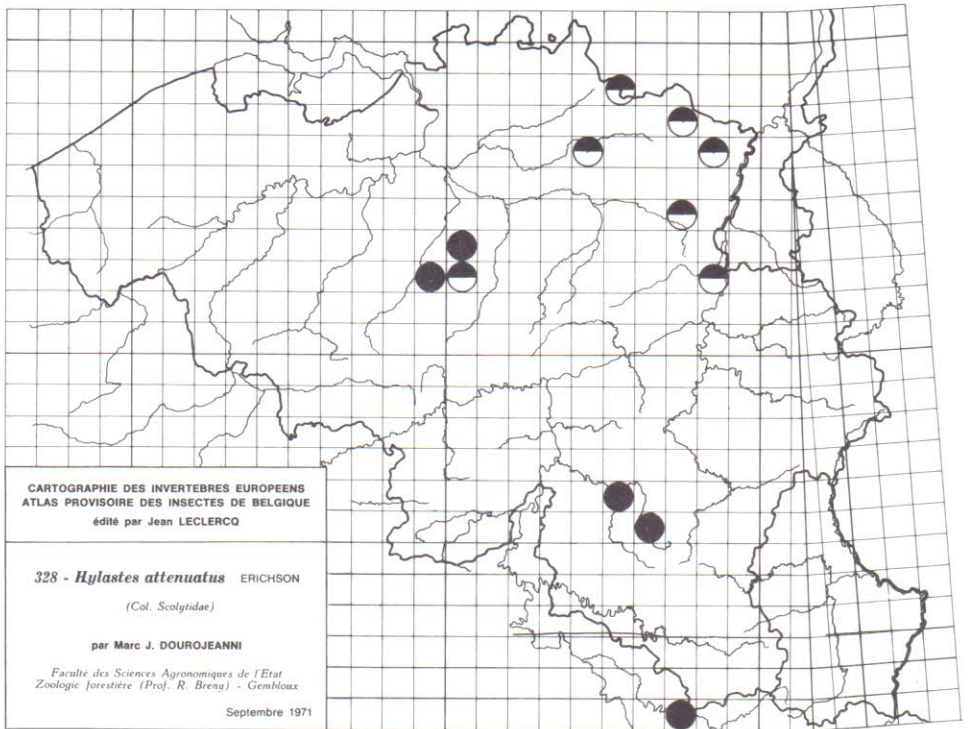 CARTOGRAPHIE DES INVERTEBRES EUROPEENS
ATLAS PROVISOIRE DES INSECTES DE BELGIQUE
édité par Jean LECLERCQ
328 - Hylastes attenuatus ERICHSON
(Col. Scolytidae)
par Marc J. DOUROJEANNI
Faculté des Sciences Agronomiques de l'Etat
Zoologie forestière (Prof. R. Breny) - Gembloux
Septembre 1971